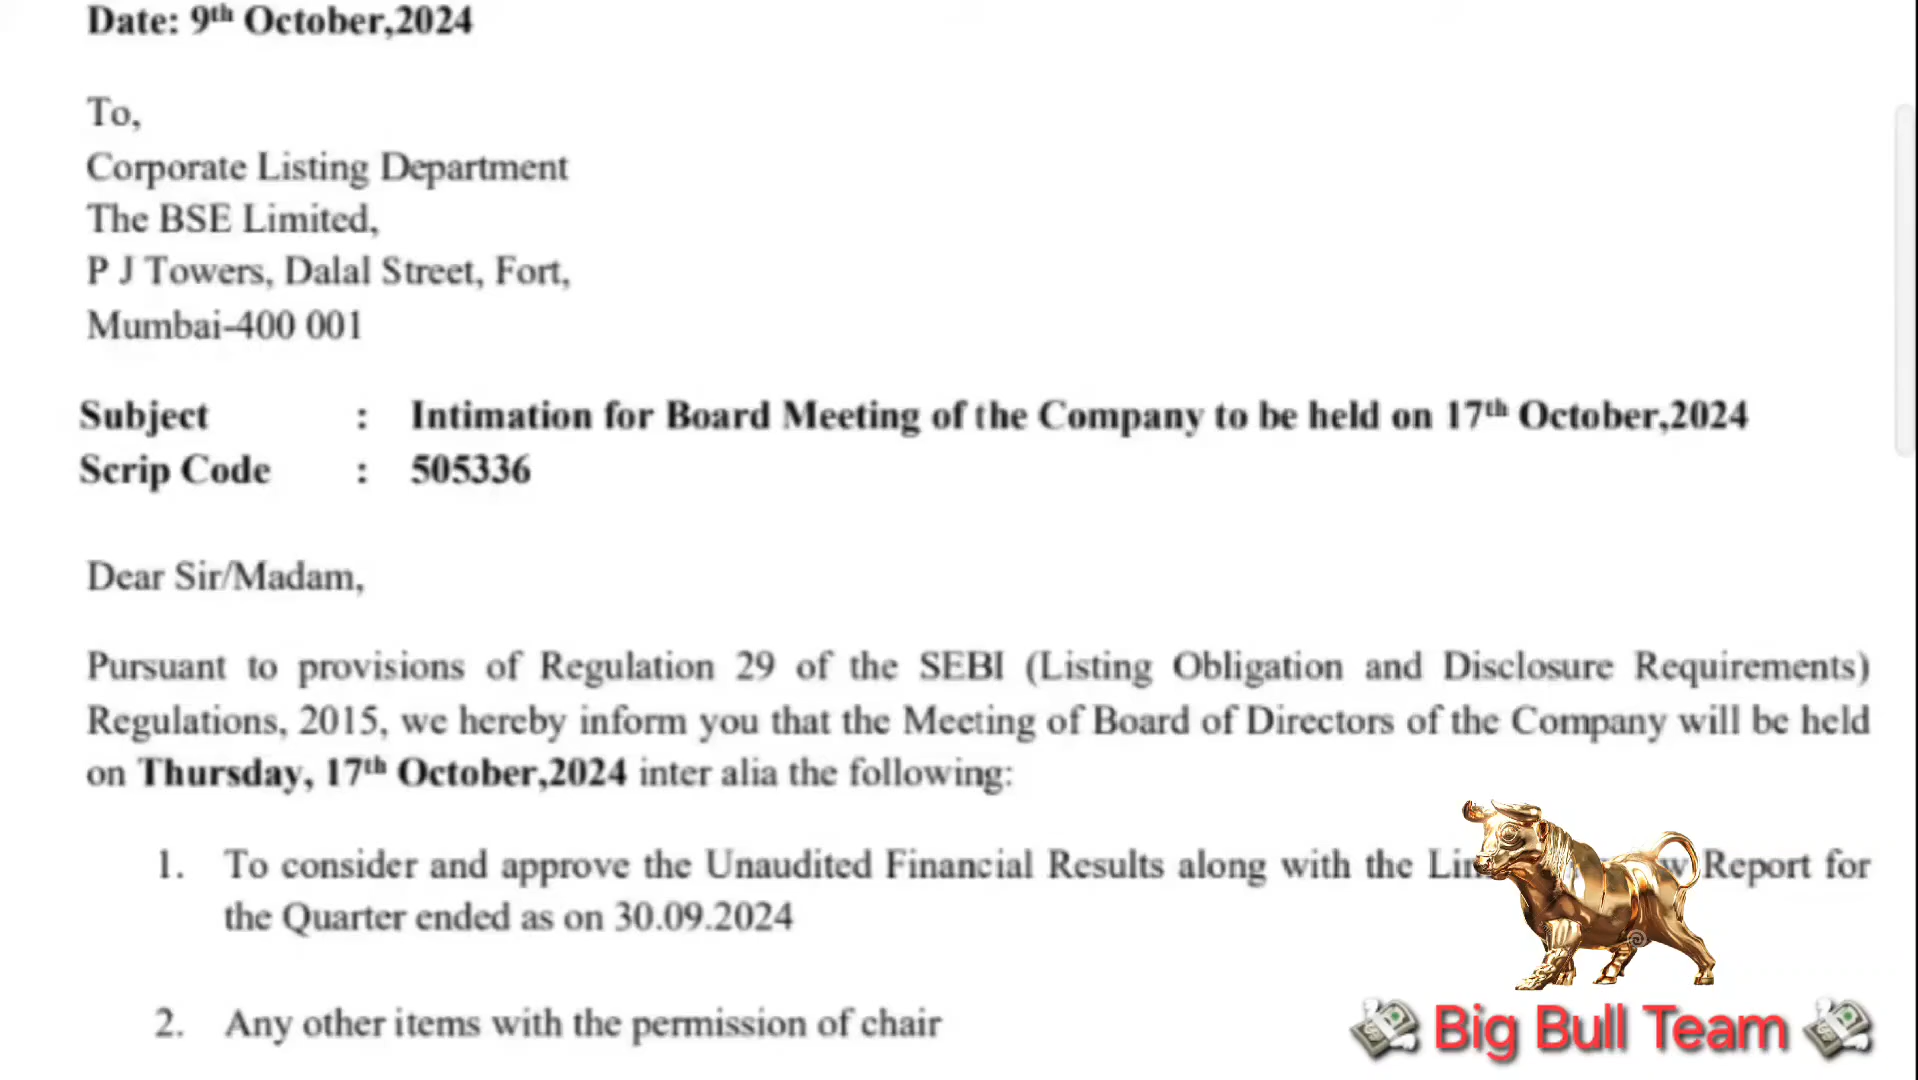 Date: 9th October,2024
To,
Corporate Listing Department
The BSE Limited,
P J Towers, Dalal Street, Fort,
Mumbai-400 001
Subject : Intimation for Board Meeting of the Company to be held on 17th October,2024
Scrip Code : 505336
Dear Sir/Madam,
Pursuant to provisions of Regulation 29 of the SEBI (Listing Obligation and Disclosure Requirements)
Regulations, 2015, we hereby inform you that the Meeting of Board of Directors of the Company will be held
on Thursday, 17th October,2024 inter alia the following:
1. To consider and approve the Unaudited Financial Results along with the Report for
the Quarter ended as on 30.09.2024
2. Any other items with the permission of chair
Big Bull Team